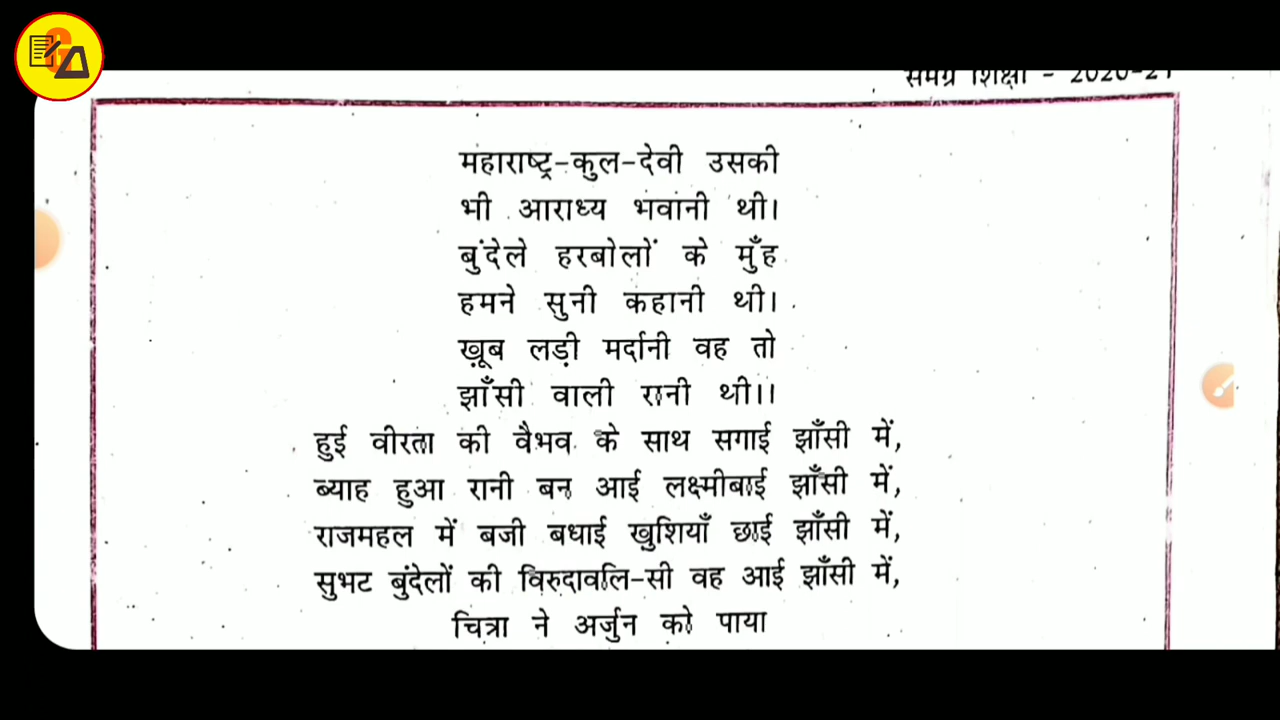 समग्र शिक्षा - 2020-21
महाराष्ट्र-कुल-देवी उसकी
भी आराध्य भवानी थी।
बुंदेले हरबोलों के मुँह
हमने सुनी कहानी थी।
ख़ूब लड़ी मर्दानी वह तो
झाँसी वाली रानी थी।।
हुई वीरता की वैभव के साथ सगाई झाँसी में,
ब्याह हुआ रानी बन आई लक्ष्मीबाई झाँसी में,
राजमहल में बजी बधाई खुशियाँ छाई झाँसी में,
सुभट बुंदेलों की विरुदावलि-सी वह आई झाँसी में,
चित्रा ने अर्जुन को पाया